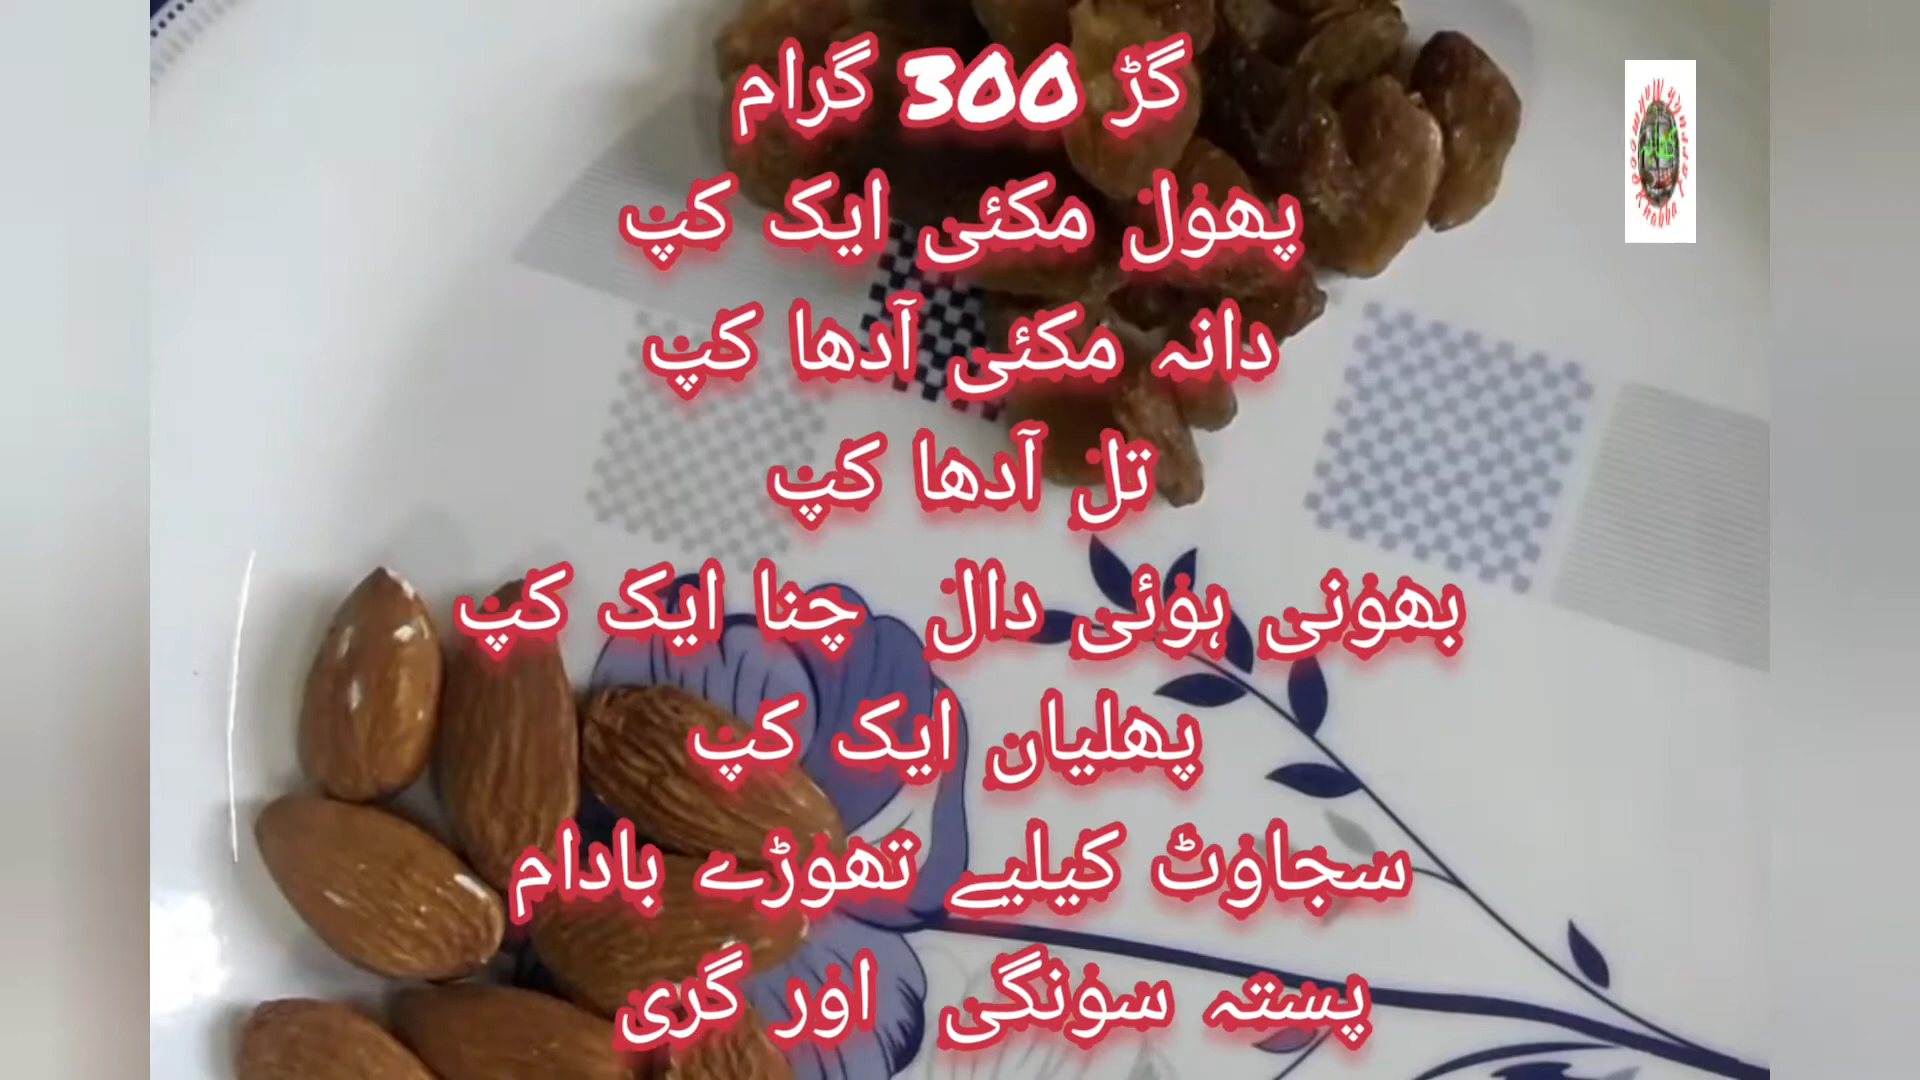 گڑ 300 گرام
پھول مکئی ایک کپ
دانہ مکئی آدھا کپ
تل آدھا کپ
بھونی ہوئی دال چنا ایک کپ
پھلیاں ایک کپ
سجاوٹ کیلیے تھوڑے بادام
پستہ سونگی اور گری